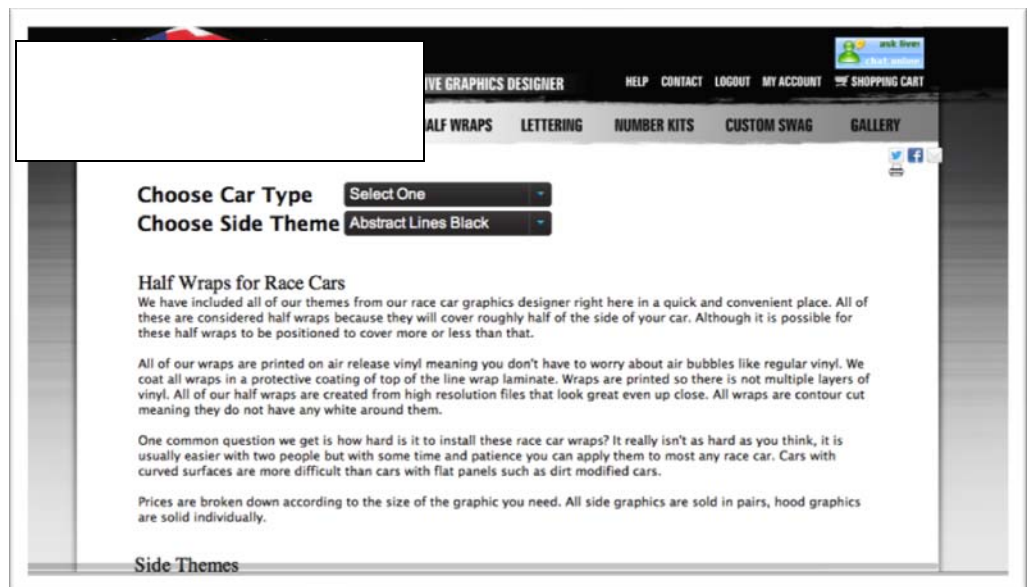 ask live!
chat online
IVE GRAPHICS DESIGNER
HELP CONTACT LOGOUT MY ACCOUNT SHOPPING CART
ALF WRAPS LETTERING NUMBER KITS CUSTOM SWAG GALLERY
Choose Car Type Select One
Choose Side Theme Abstract Lines Black
Half Wraps for Race Cars
We have included all of our themes from our race car graphics designer right here in a quick and convenient place. All of
these are considered half wraps because they will cover roughly half of the side of your car. Although it is possible for
these half wraps to be positioned to cover more or less than that.
All of our wraps are printed on air release vinyl meaning you don't have to worry about air bubbles like regular vinyl. We
coat all wraps in a protective coating of top of the line wrap laminate. Wraps are printed so there is not multiple layers of
vinyl. All of our half wraps are created from high resolution files that look great even up close. All wraps are contour cut
meaning they do not have any white around them.
One common question we get is how hard is it to install these race car wraps? It really isn't as hard as you think, it is
usually easier with two people but with some time and patience you can apply them to most any race car. Cars with
curved surfaces are more difficult than cars with flat panels such as dirt modified cars.
Prices are broken down according to the size of the graphic you need. All side graphics are sold in pairs, hood graphics
are solid individually.
Side Themes